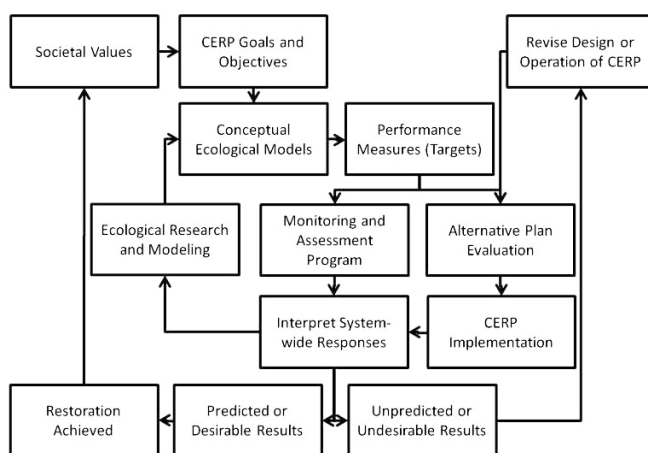 Societal Values
CERP Goals and
Objectives
Revise Design or
Operation of CERP
Conceptual
Ecological Models
Performance
Measures (Targets)
Ecological Research
and Modeling
Monitoring and
Assessment
Program
Alternative Plan
Evaluation
Interpret System-
wide Responses
CERP
Implementation
Restoration
Achieved
Predicted or
Desirable Results
Unpredicted or
Undesirable Results